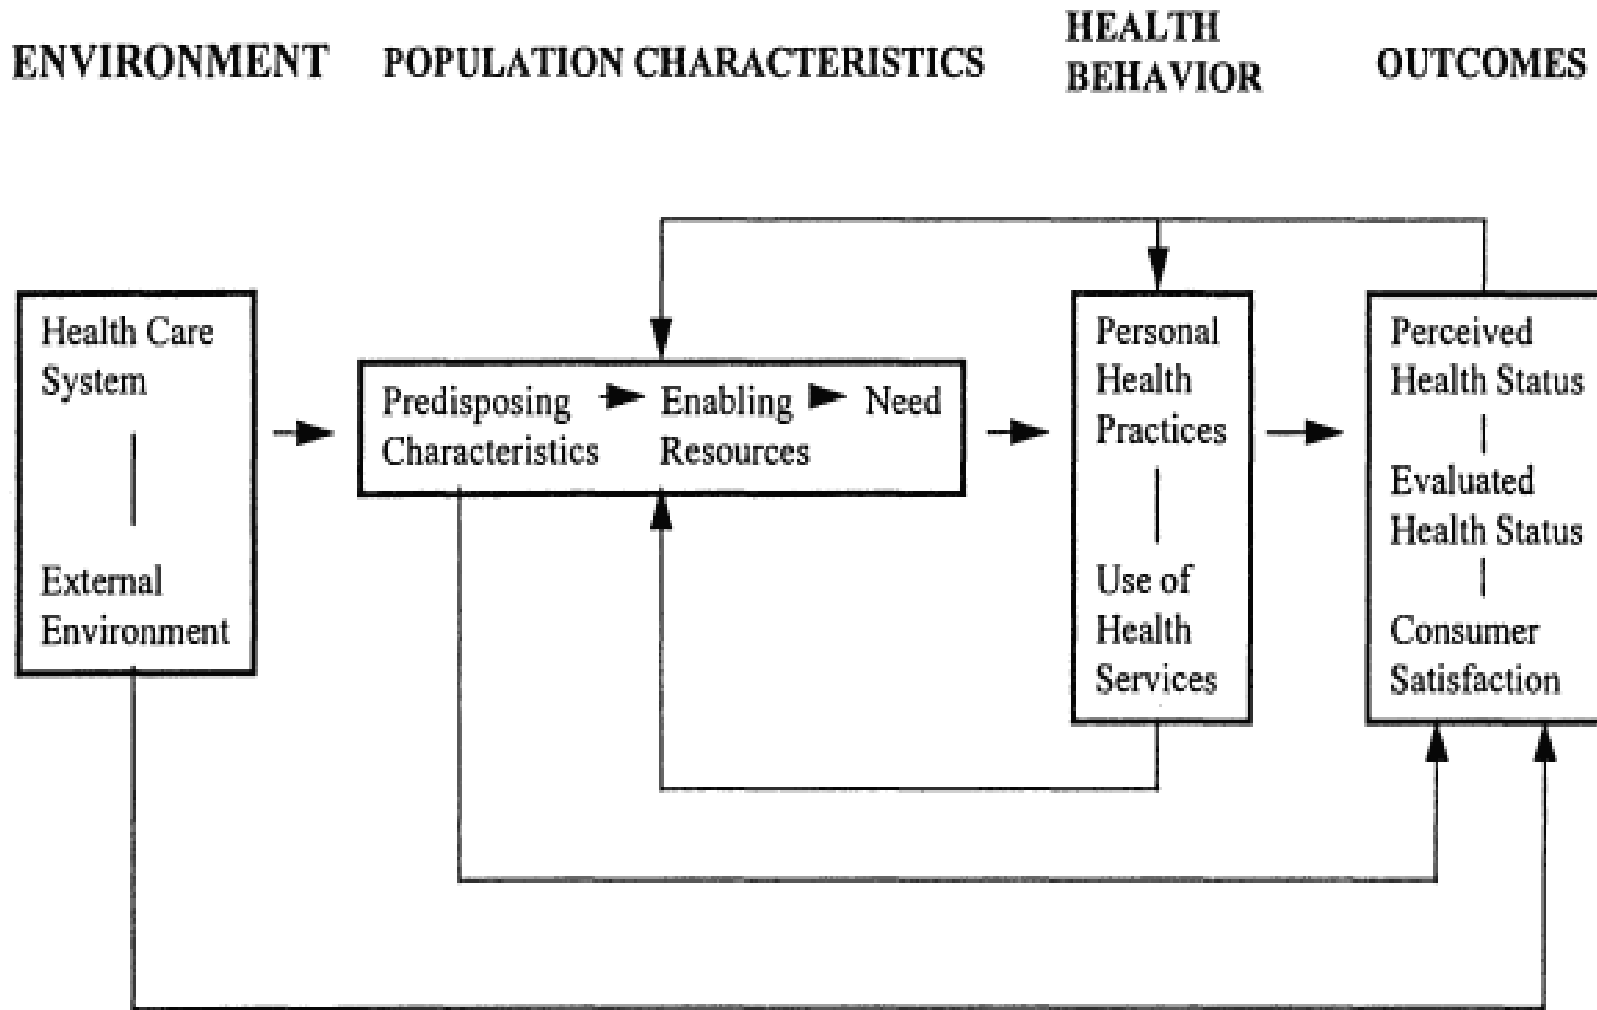 ENVIRONMENT
POPULATION CHARACTERISTICS
HEALTH
BEHAVIOR
OUTCOMES
Health Care
System
External
Environment
Predisposing
Characteristics
Enabling
Resources
Need
Personal
Health
Practices
Use of
Health
Services
Perceived
Health Status
Evaluated
Health Status
Consumer
Satisfaction